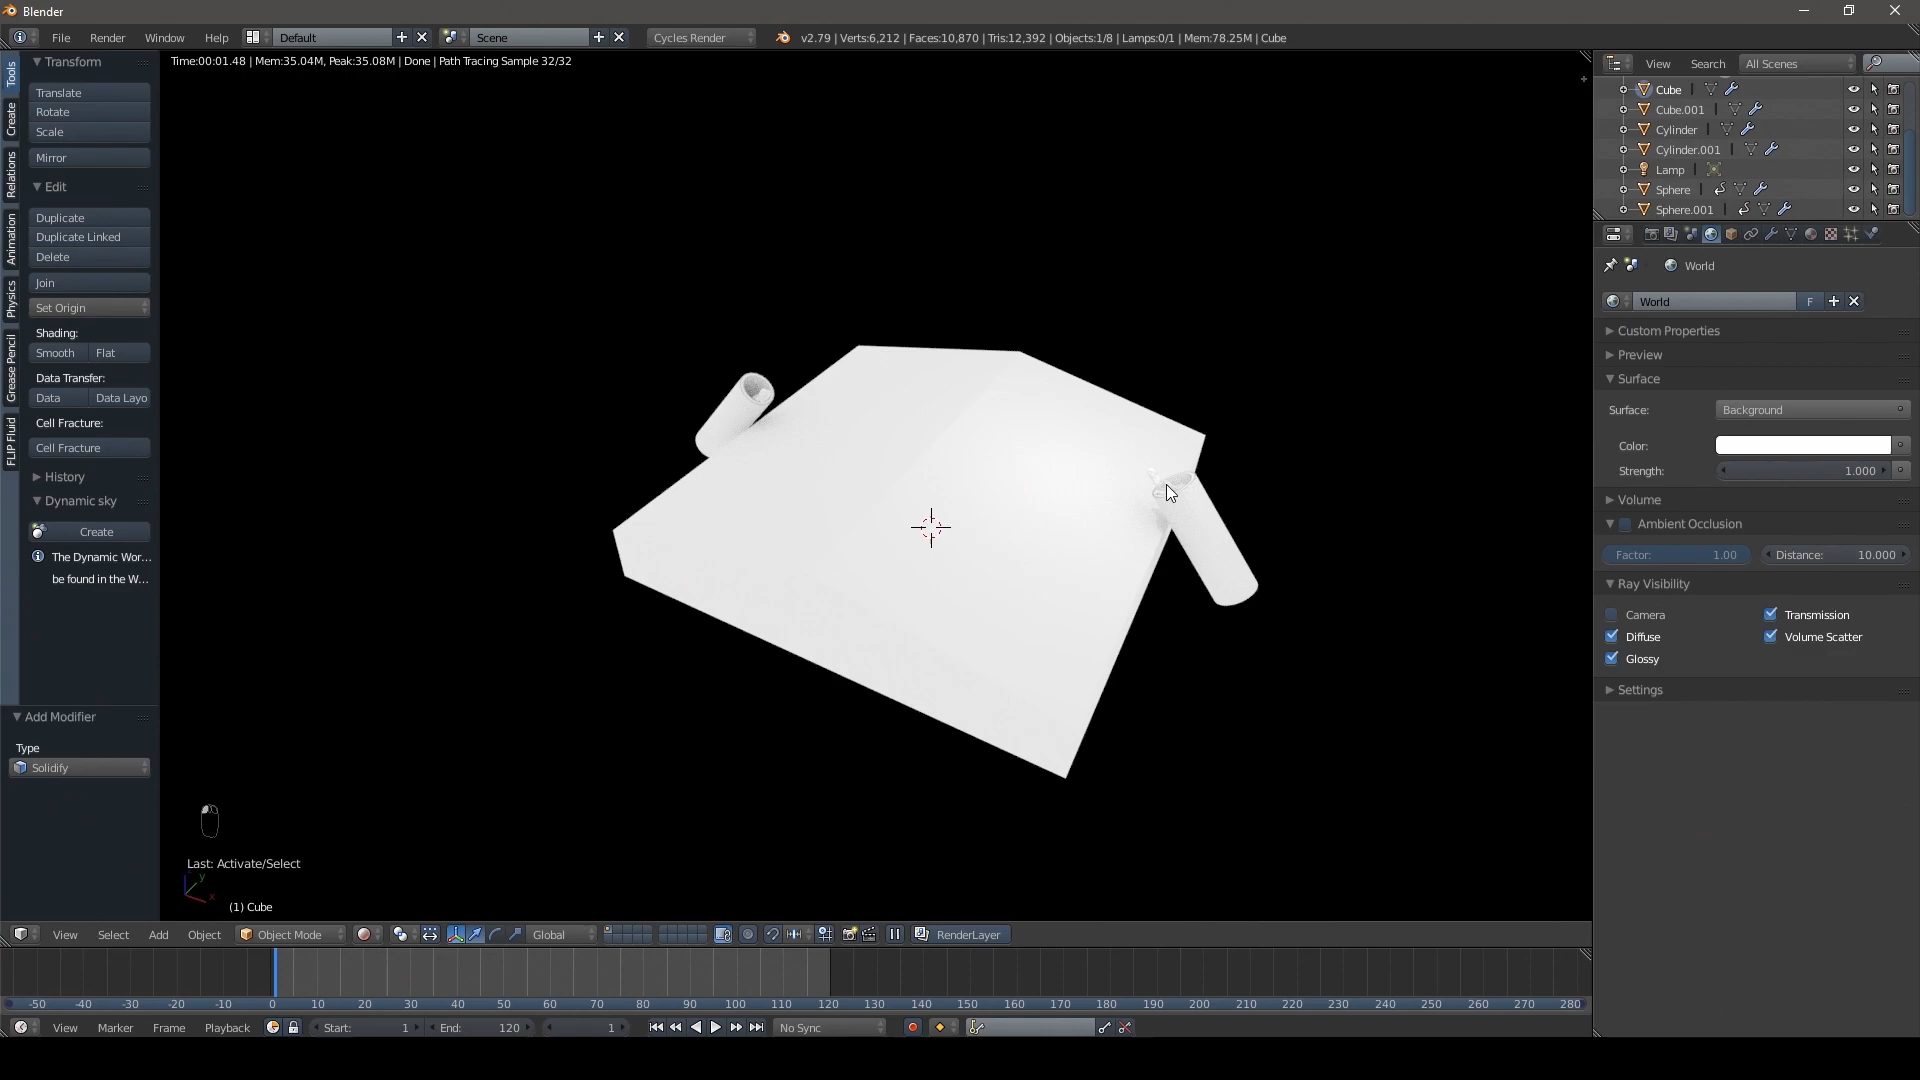 Blender
File Render Window Help Default Scene Cycles Render v2.79 | Verts:6,212 | Faces:10,870 | Tris:12,392 | Objects:1/8 | Lamps:0/1 | Mem:78.25M | Cube
Time:00:01.48 | Mem:35.04M, Peak:35.08M | Done | Path Tracing Sample 32/32
Tools
Create
Relations
Animation
Physics
Grease Pencil
FLIP Fluid
Transform
Translate
Rotate
Scale
Mirror
Edit
Duplicate
Duplicate Linked
Delete
Join
Set Origin
Shading:
Smooth Flat
Data Transfer:
Data Data Layo
Cell Fracture:
Cell Fracture
History
Dynamic sky
Create
The Dynamic Wor...
be found in the W...
Add Modifier
Type
Solidify
Last: Activate/Select
y
x
(1) Cube
View Search All Scenes
Cube
Cube.001
Cylinder
Cylinder.001
Lamp
Sphere
Sphere.001
World
World F
Custom Properties
Preview
Surface
Surface: Background
Color:
Strength: 1.000
Volume
Ambient Occlusion
Factor: 1.00 Distance: 10.000
Ray Visibility
Camera Transmission
Diffuse Volume Scatter
Glossy
Settings
View Select Add Object Object Mode Global RenderLayer
-50 -40 -30 -20 -10 0 10 20 30 40 50 60 70 80 90 100 110 120 130 140 150 160 170 180 190 200 210 220 230 240 250 260 270 280
View Marker Frame Playback Start: 1 End: 120 1 No Sync